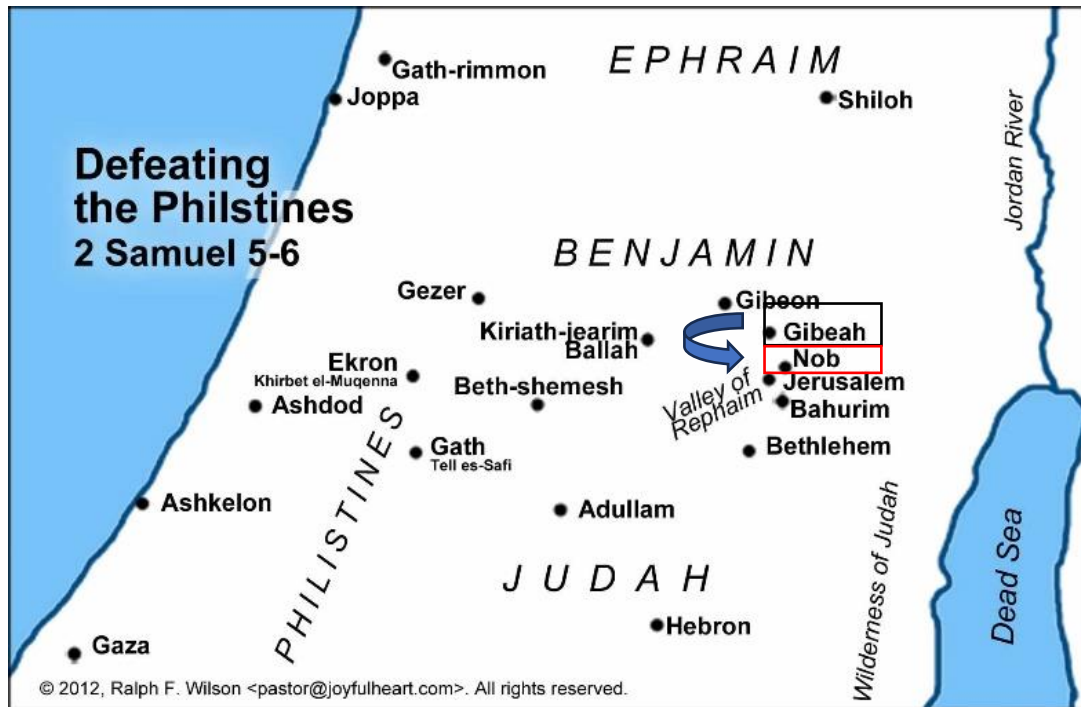 EPHRAIM
Gath-rimmon
Joppa
Shiloh
Jordan River
Defeating
the Philstines
2 Samuel 5-6
BENJAMIN
Gezer
Gibeon
Kiriath-jearim
Ballah
Gibeah
Ekron
Khirbet el-Muqenna
Nob
Beth-shemesh
Jerusalem
Valley of
Rephaim
Ashdod
Bahurim
PHILISTINES
Gath
Tell es-Safi
Bethlehem
Ashkelon
Adullam
Wilderness of Judah
Dead Sea
JUDAH
Hebron
Gaza
© 2012, Ralph F. Wilson <pastor@joyfulheart.com>. All rights reserved.